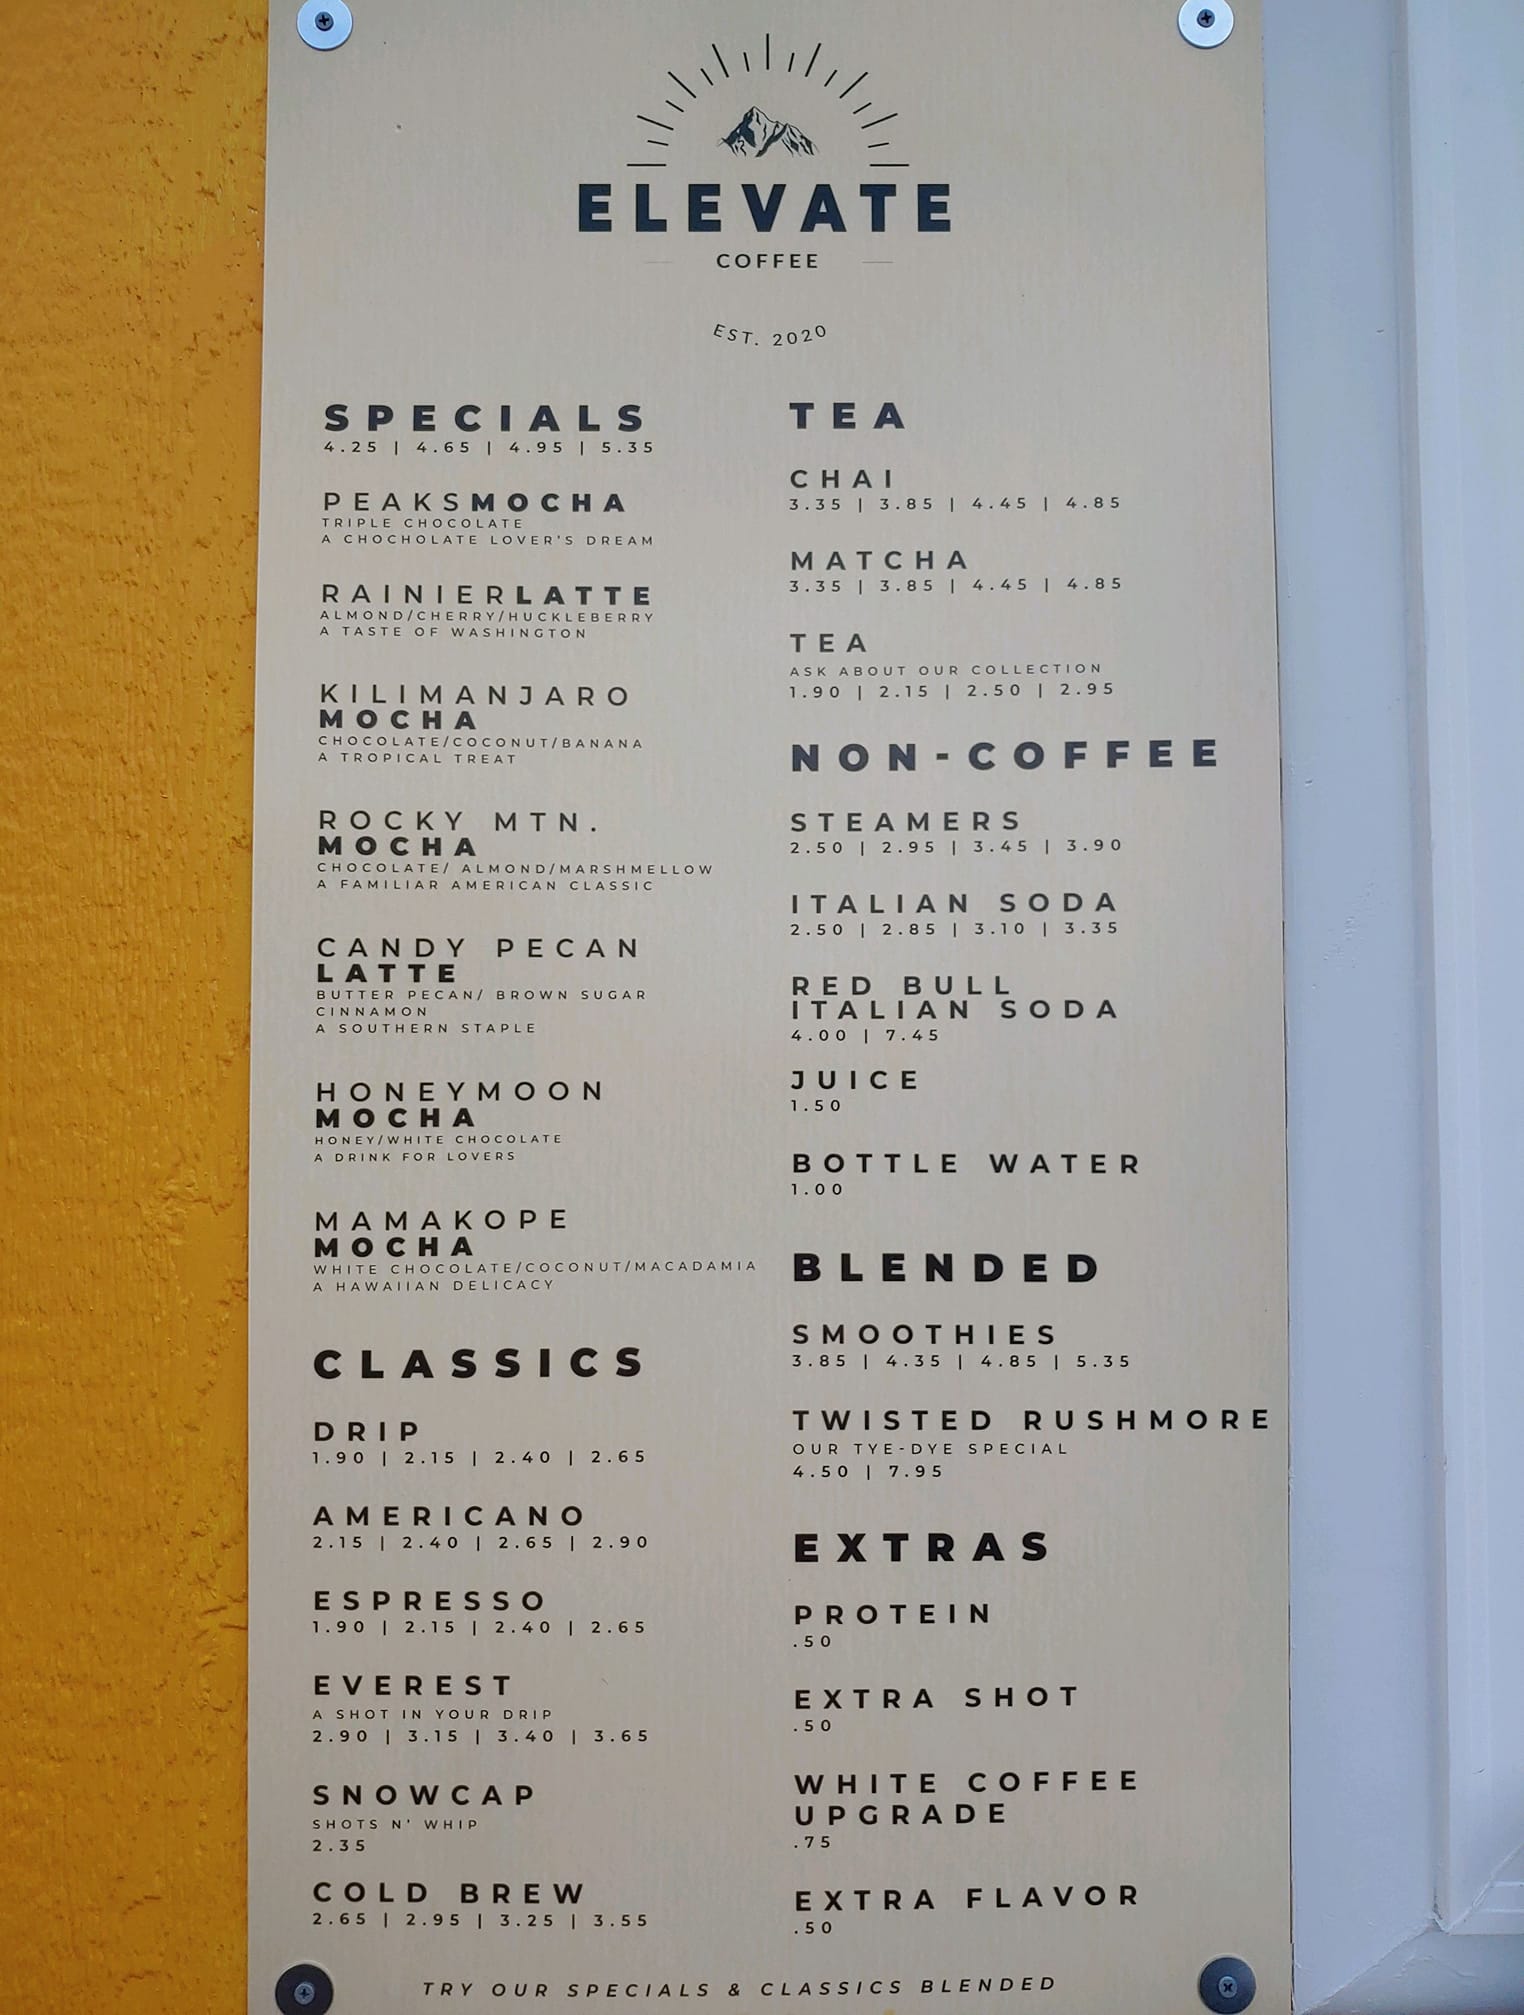 ELEVATE
COFFEE
EST. 2020
SPECIALS
4.25 | 4.65 | 4.95 | 5.35
PEAKSMOCHA
TRIPLE CHOCOLATE
A CHOCHOLATE LOVER'S DREAM
RAINIERLATTE
ALMOND/CHERRY/HUCKLEBERRY
A TASTE OF WASHINGTON
KILIMANJARO
MOCHA
CHOCOLATE/COCONUT/BANANA
A TROPICAL TREAT
ROCKY MTN.
MOCHA
CHOCOLATE/ ALMOND/MARSHMELLOW
A FAMILIAR AMERICAN CLASSIC
CANDY PECAN
LATTE
BUTTER PECAN/ BROWN SUGAR
CINNAMON
A SOUTHERN STAPLE
HONEYMOON
MOCHA
HONEY/WHITE CHOCOLATE
A DRINK FOR LOVERS
MAMAKOPE
MOCHA
WHITE CHOCOLATE/COCONUT/MACADAMIA
A HAWAIIAN DELICACY
CLASSICS
DRIP
1.90 | 2.15 | 2.40 | 2.65
AMERICANO
2.15 | 2.40 | 2.65 | 2.90
ESPRESSO
1.90 | 2.15 | 2.40 | 2.65
EVEREST
A SHOT IN YOUR DRIP
2.90 | 3.15 | 3.40 | 3.65
SNOWCAP
SHOTS N' WHIP
2.35
COLD BREW
2.65 | 2.95 | 3.25 | 3.55
TEA
CHAI
3.35 | 3.85 | 4.45 | 4.85
MATCHA
3.35 | 3.85 | 4.45 | 4.85
TEA
ASK ABOUT OUR COLLECTION
1.90 | 2.15 | 2.50 | 2.95
NON-COFFEE
STEAMERS
2.50 | 2.95 | 3.45 | 3.90
ITALIAN SODA
2.50 | 2.85 | 3.10 | 3.35
RED BULL
ITALIAN SODA
4.00 | 7.45
JUICE
1.50
BOTTLE WATER
1.00
BLENDED
SMOOTHIES
3.85 | 4.35 | 4.85 | 5.35
TWISTED RUSHMORE
OUR TYE-DYE SPECIAL
4.50 | 7.95
EXTRAS
PROTEIN
.50
EXTRA SHOT
.50
WHITE COFFEE
UPGRADE
.75
EXTRA FLAVOR
.50
TRY OUR SPECIALS & CLASSICS BLENDED